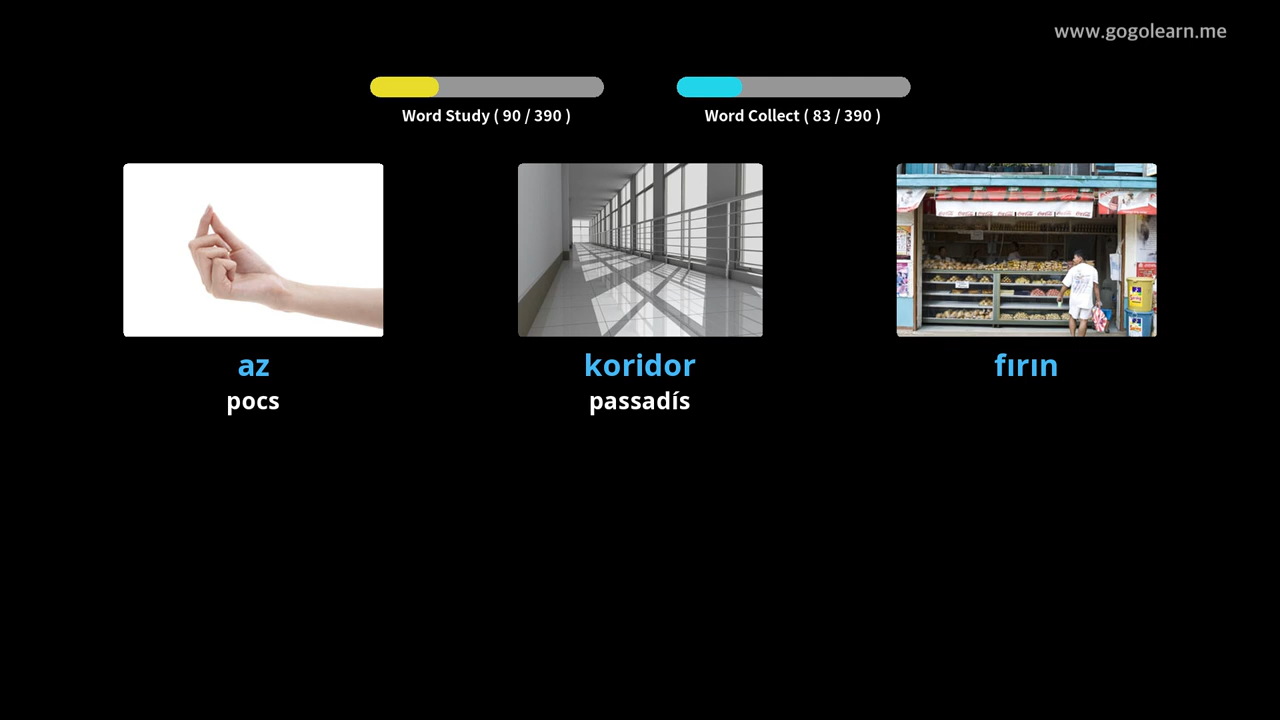 www.gogolearn.me
Word Study ( 90 / 390 )
Word Collect ( 83 / 390 )
az
koridor
fırın
pocs
passadís